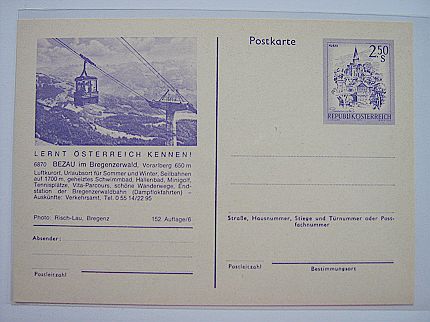 Postkarte
2.50
S
REPUBLIK ÖSTERREICH
LERNT ÖSTERREICH KENNEN!
6870 BEZAU im Bregenzerwald, Vorarlberg 650 m
Luftkurort, Urlaubsort für Sommer und Winter, Seilbahnen
auf 1700 m, geheiztes Schwimmbad, Hallenbad, Minigolf,
Tennisplätze, Vita-Parcours, schöne Wanderwege, End-
station der Bregenzerwaldbahn (Dampflokfahrten) –
Auskünfte: Verkehrsamt, Tel. 0 55 14/22 95
Photo: Risch-Lau, Bregenz 152. Auflage/6
Absender:
Postleitzahl
Straße, Hausnummer, Stiege und Türnummer oder Post-
fachnummer
Postleitzahl Bestimmungsort